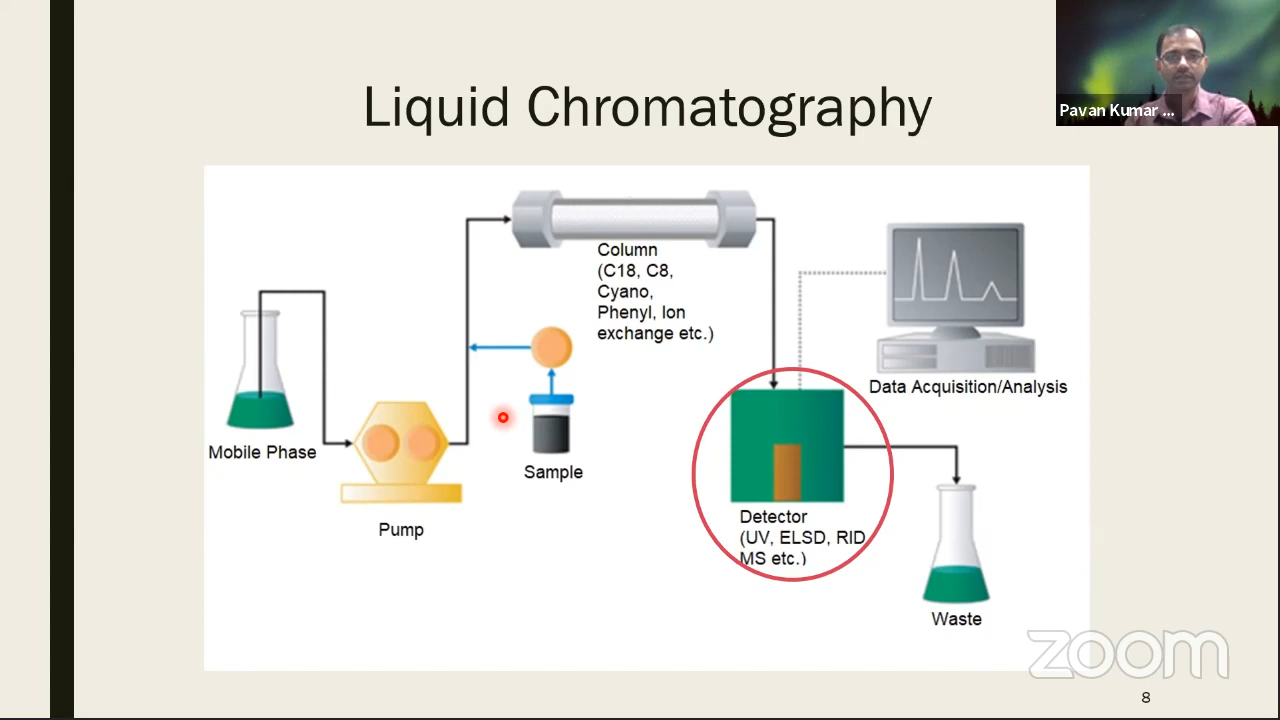 Liquid Chromatography
Pavan Kumar ...
Column
(C18, C8,
Cyano,
Phenyl, Ion
exchange etc.)
Data Acquisition/Analysis
Mobile Phase
Sample
Pump
Detector
(UV, ELSD, RID
MS etc.)
Waste
zoom
8